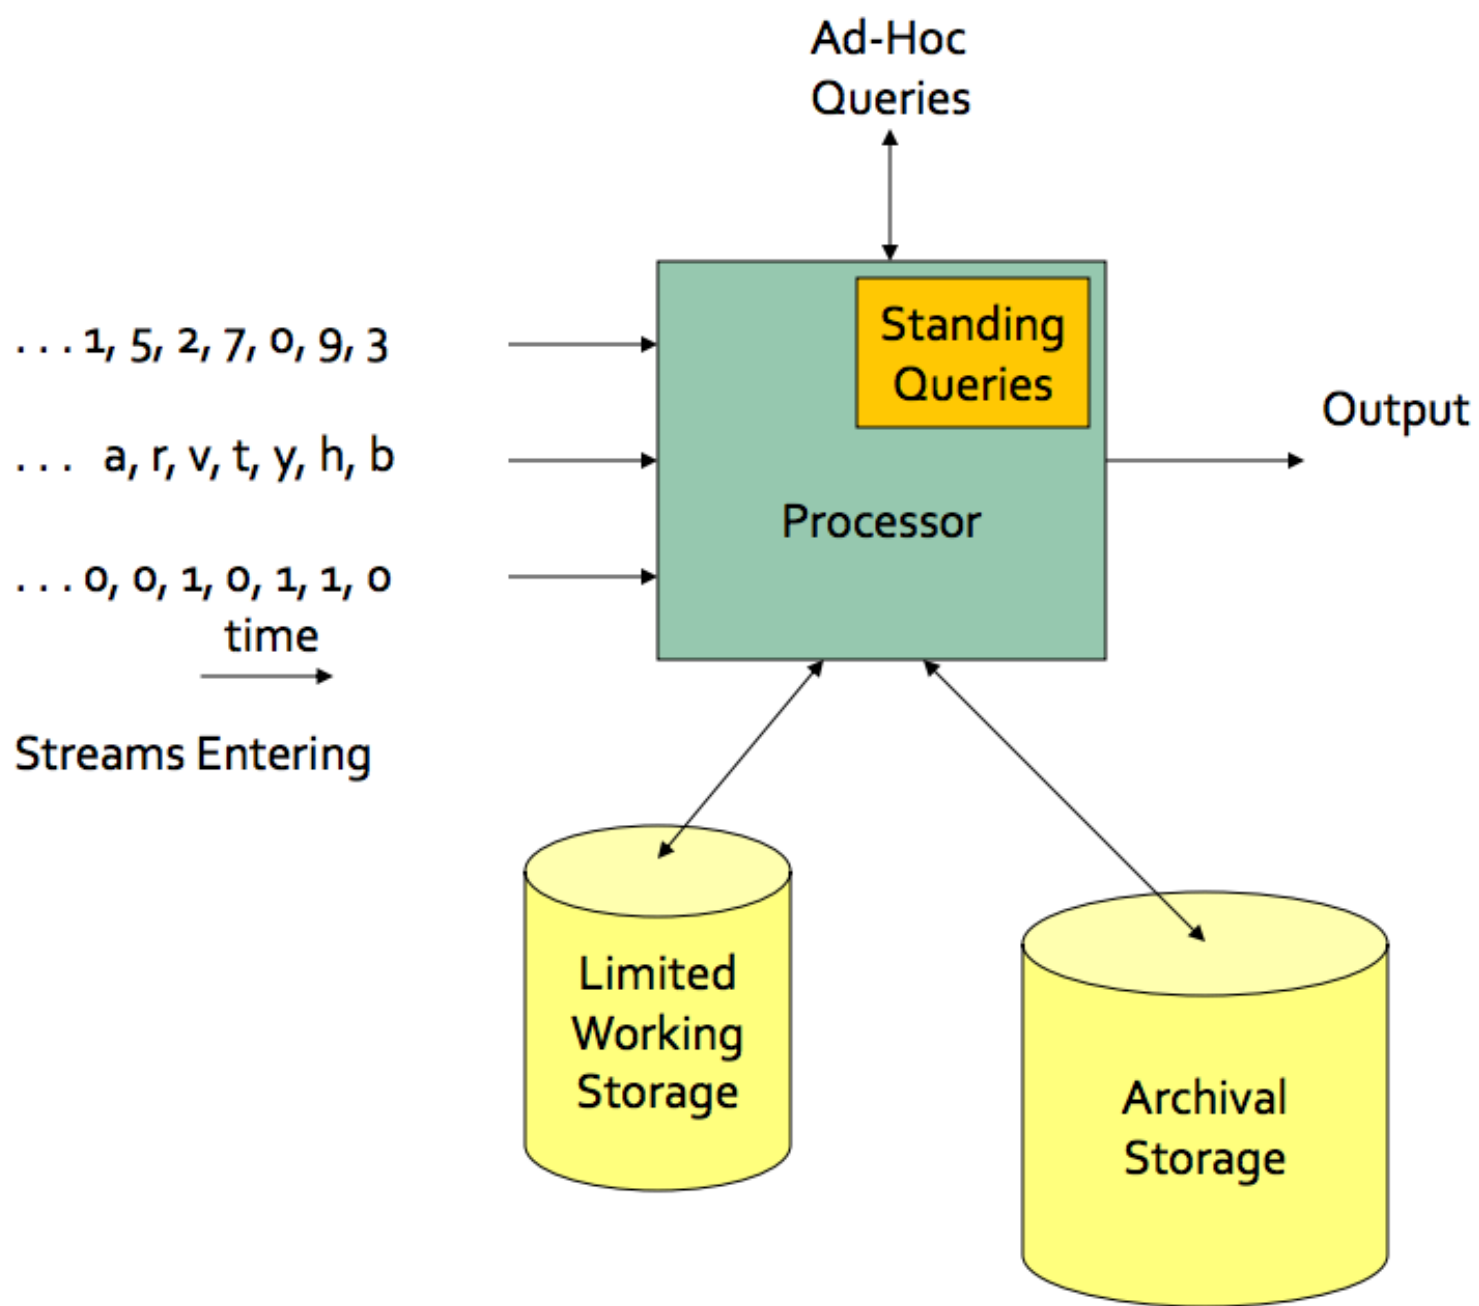 Ad-Hoc
Queries
. . . 1, 5, 2, 7, 0, 9, 3
. . . a, r, v, t, y, h, b
. . . 0, 0, 1, 0, 1, 1, 0
time
Streams Entering
Standing
Queries
Processor
Output
Limited
Working
Storage
Archival
Storage